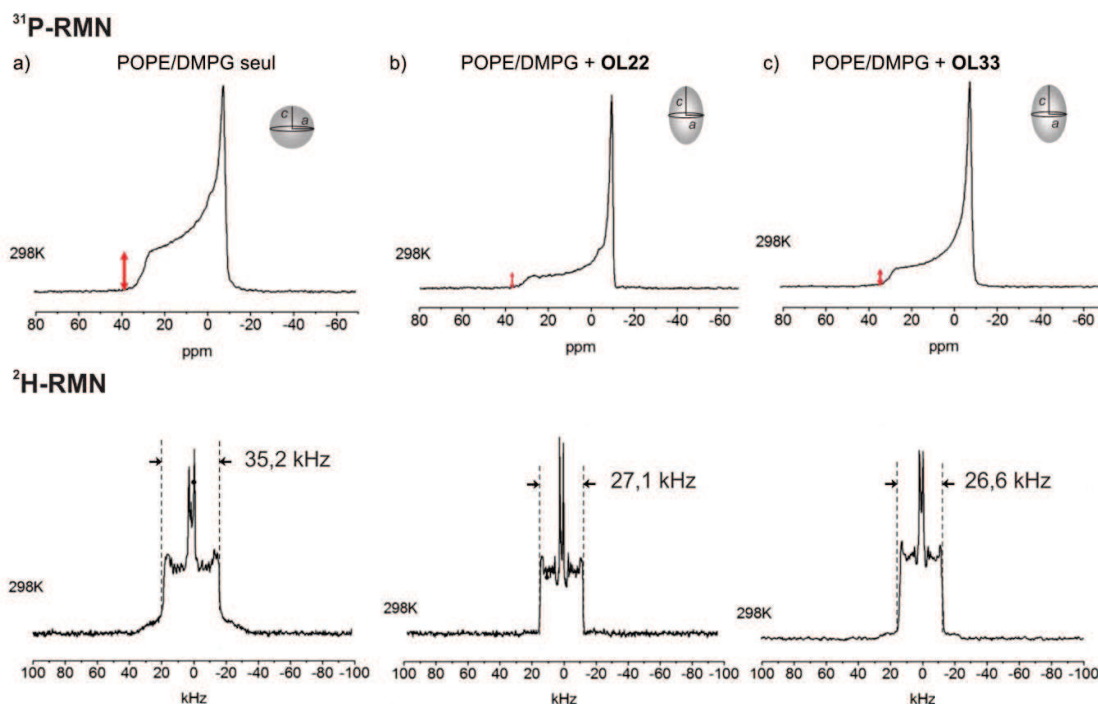 ³¹P-RMN
a) POPE/DMPG seul b) POPE/DMPG + OL22 c) POPE/DMPG + OL33
c a c a c a
298K 298K 298K
80 60 40 20 0 -20 -40 -60 80 60 40 20 0 -20 -40 -60 80 60 40 20 0 -20 -40 -60
ppm ppm ppm
²H-RMN
35,2 kHz 27,1 kHz 26,6 kHz
298K 298K 298K
100 80 60 40 20 0 -20 -40 -60 -80 -100 100 80 60 40 20 0 -20 -40 -60 -80 -100 100 80 60 40 20 0 -20 -40 -60 -80 -100
kHz kHz kHz